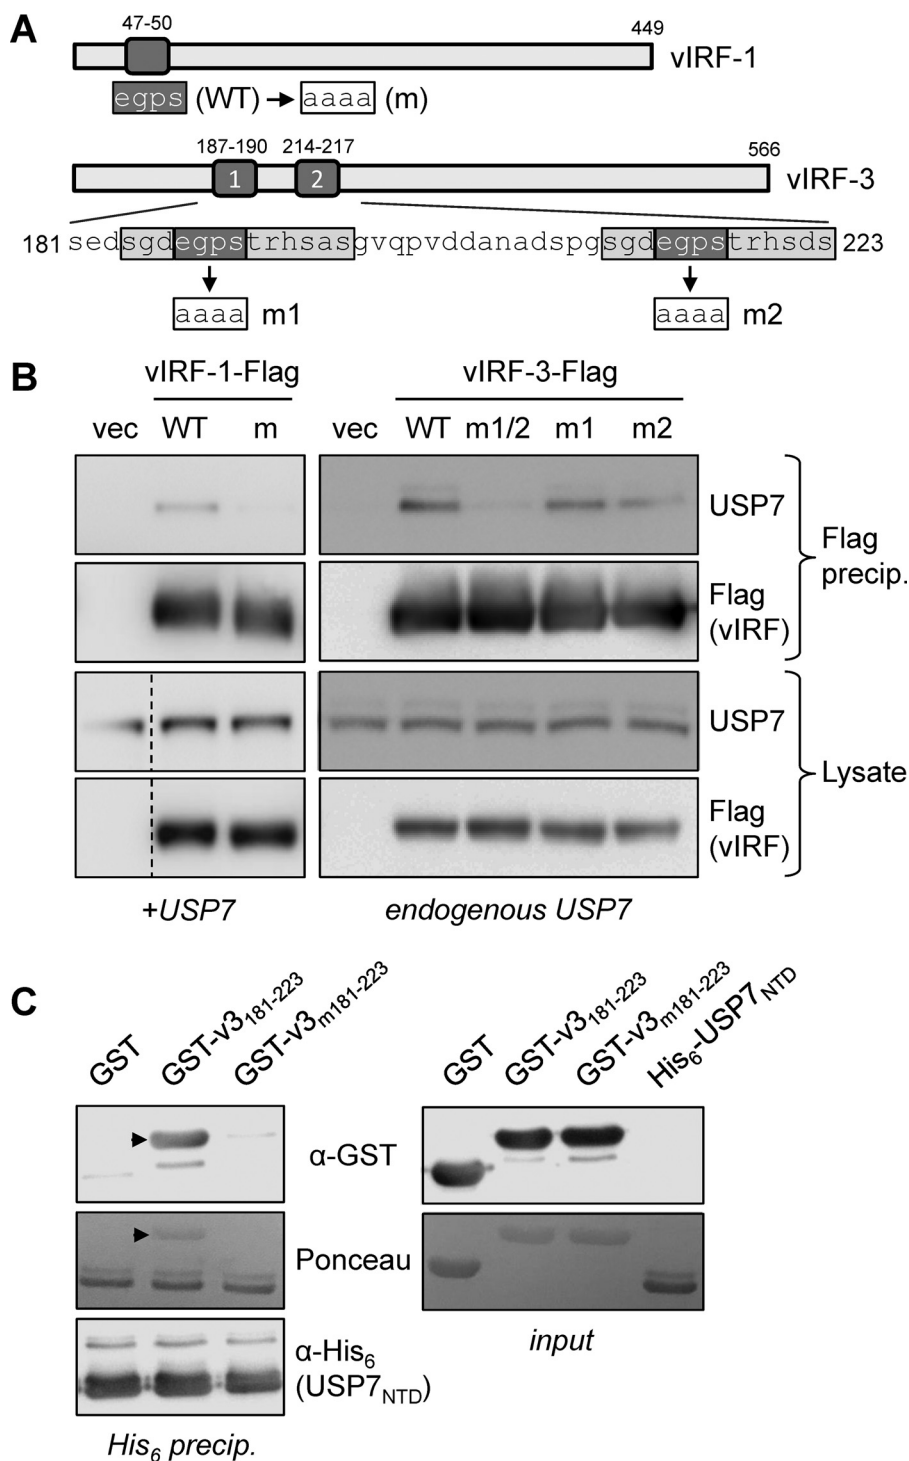 A
47-50
449
vIRF-1
egps (WT) → aaaa (m)
187-190 214-217
566
1 2
vIRF-3
181 sedsgdegpstrhsasgvqpvddanadspgsgdegpstrhsds 223
aaaa m1 aaaa m2
B
vIRF-1-Flag vIRF-3-Flag
vec WT m vec WT m1/2 m1 m2
USP7
Flag (vIRF)
Flag precip.
USP7
Flag (vIRF)
Lysate
+USP7 endogenous USP7
C
GST GST-v3181-223 GST-v3m181-223
GST GST-v3181-223 GST-v3m181-223 His6-USP7NTD
α-GST
Ponceau
α-His6
(USP7NTD)
His6 precip.
input